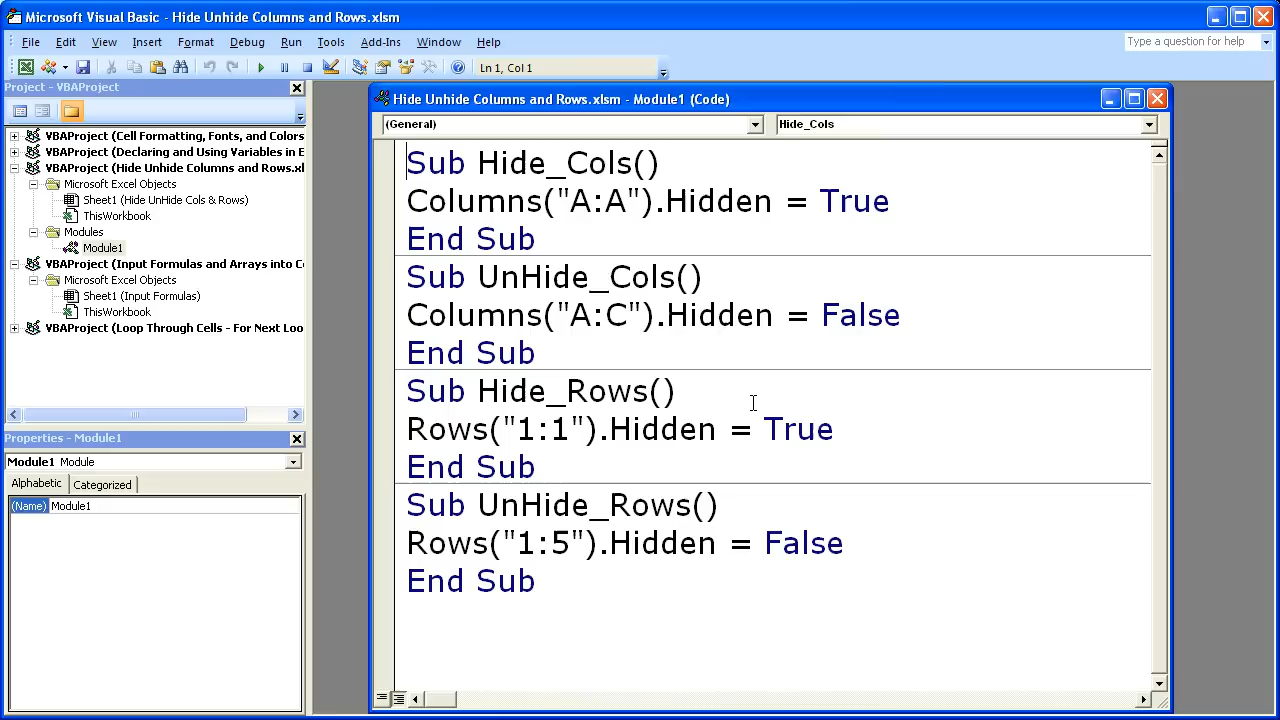 Microsoft Visual Basic - Hide Unhide Columns and Rows.xlsm
File Edit View Insert Format Debug Run Tools Add-Ins Window Help
Type a question for help
Ln 1, Col 1
Project - VBAProject
VBAProject (Cell Formatting, Fonts, and Colors
VBAProject (Declaring and Using Variables in E
VBAProject (Hide Unhide Columns and Rows.xl
Microsoft Excel Objects
Sheet1 (Hide UnHide Cols & Rows)
ThisWorkbook
Modules
Module1
VBAProject (Input Formulas and Arrays into C
Microsoft Excel Objects
Sheet1 (Input Formulas)
ThisWorkbook
VBAProject (Loop Through Cells - For Next Loo
Properties - Module1
Module1 Module
Alphabetic Categorized
(Name) Module1
Hide Unhide Columns and Rows.xlsm - Module1 (Code)
(General) Hide_Cols
Sub Hide_Cols()
Columns("A:A").Hidden = True
End Sub
Sub UnHide_Cols()
Columns("A:C").Hidden = False
End Sub
Sub Hide_Rows()
Rows("1:1").Hidden = True
End Sub
Sub UnHide_Rows()
Rows("1:5").Hidden = False
End Sub